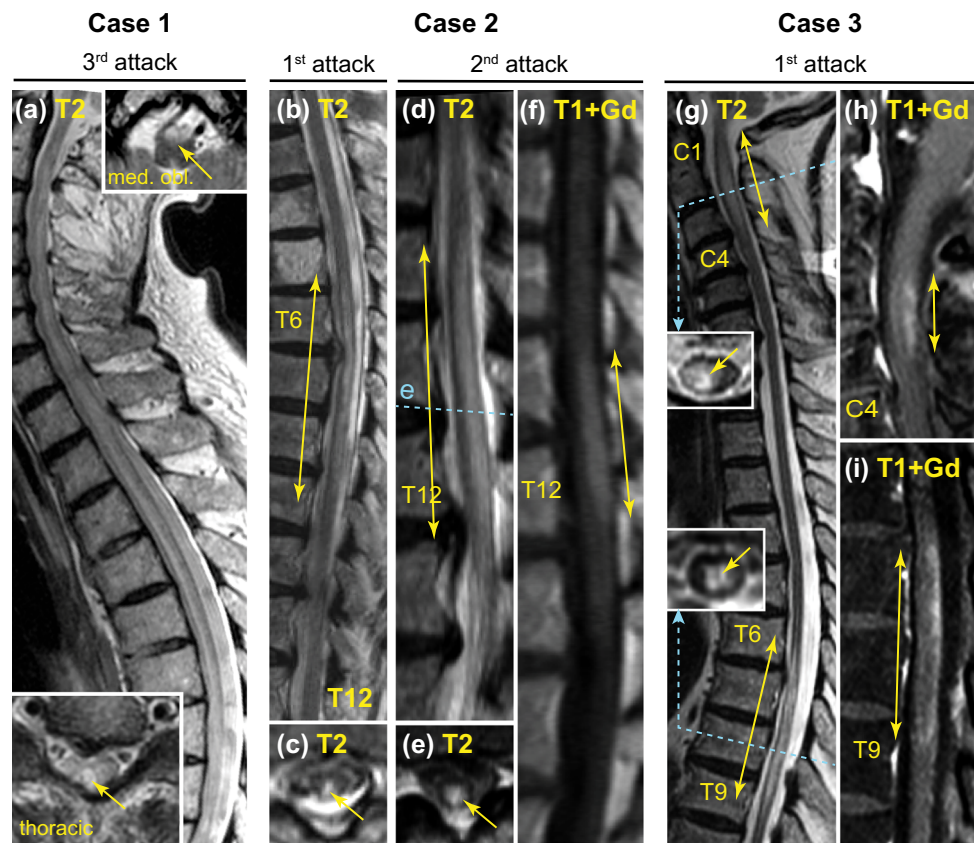 Case 1
Case 2
Case 3
3rd attack
1st attack
2nd attack
1st attack
(a) T2
med. obl.
thoracic
(b) T2
T6
T12
(c) T2
(d) T2
e
T12
(e) T2
(f) T1+Gd
T12
(g) T2
C1
C4
T6
T9
(h) T1+Gd
C4
(i) T1+Gd
T9